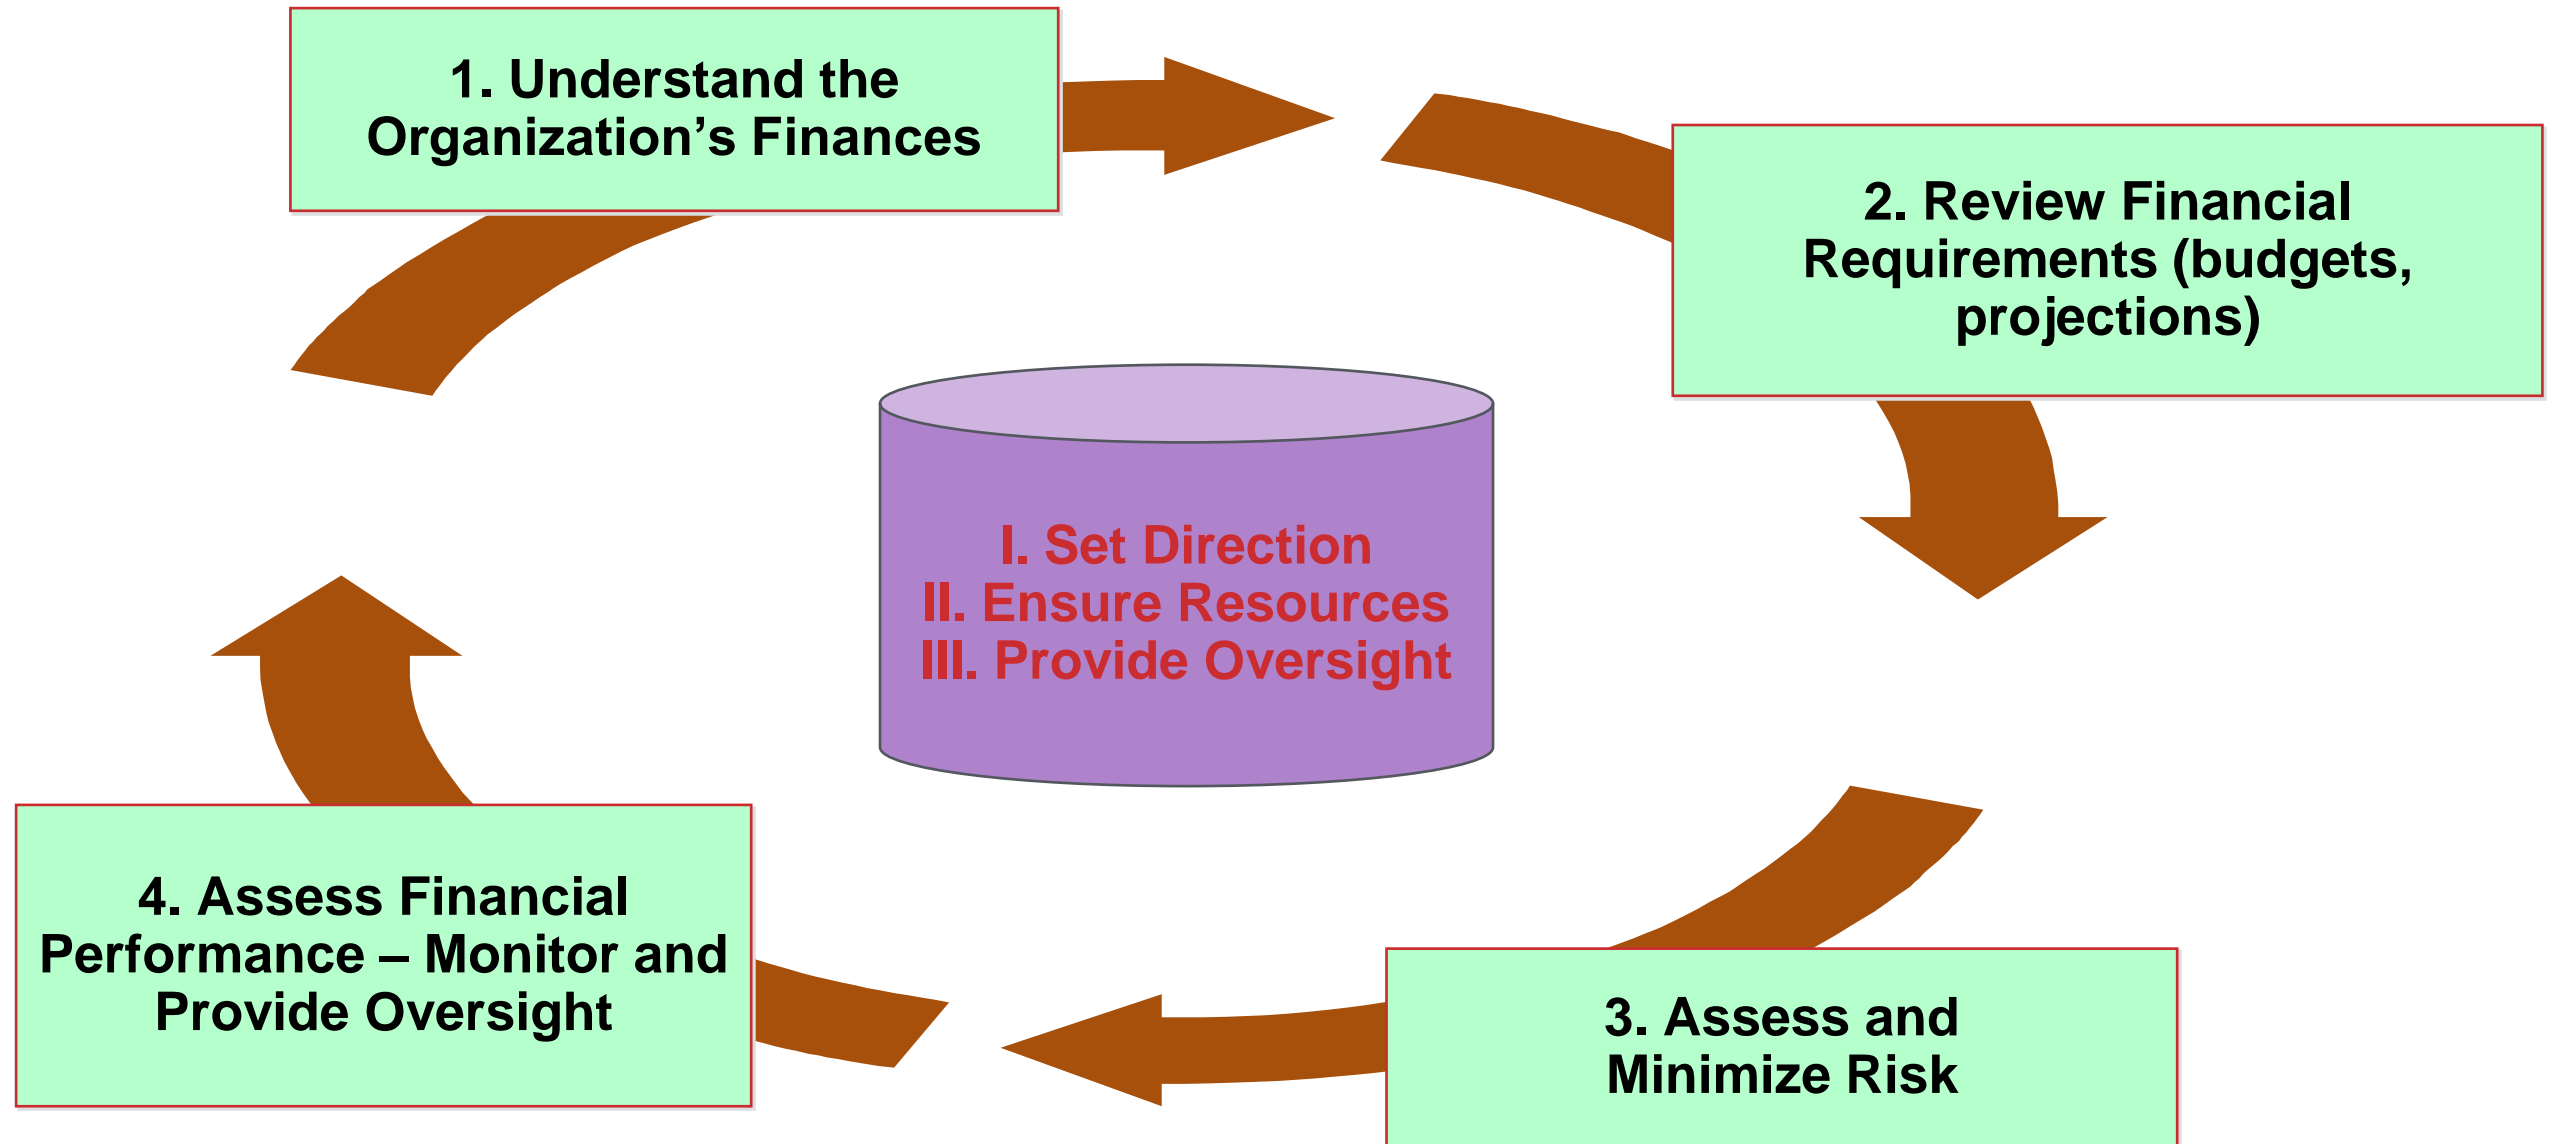 1. Understand the
Organization’s Finances
2. Review Financial
Requirements (budgets,
projections)
I. Set Direction
II. Ensure Resources
III. Provide Oversight
3. Assess and
Minimize Risk
4. Assess Financial
Performance – Monitor and
Provide Oversight